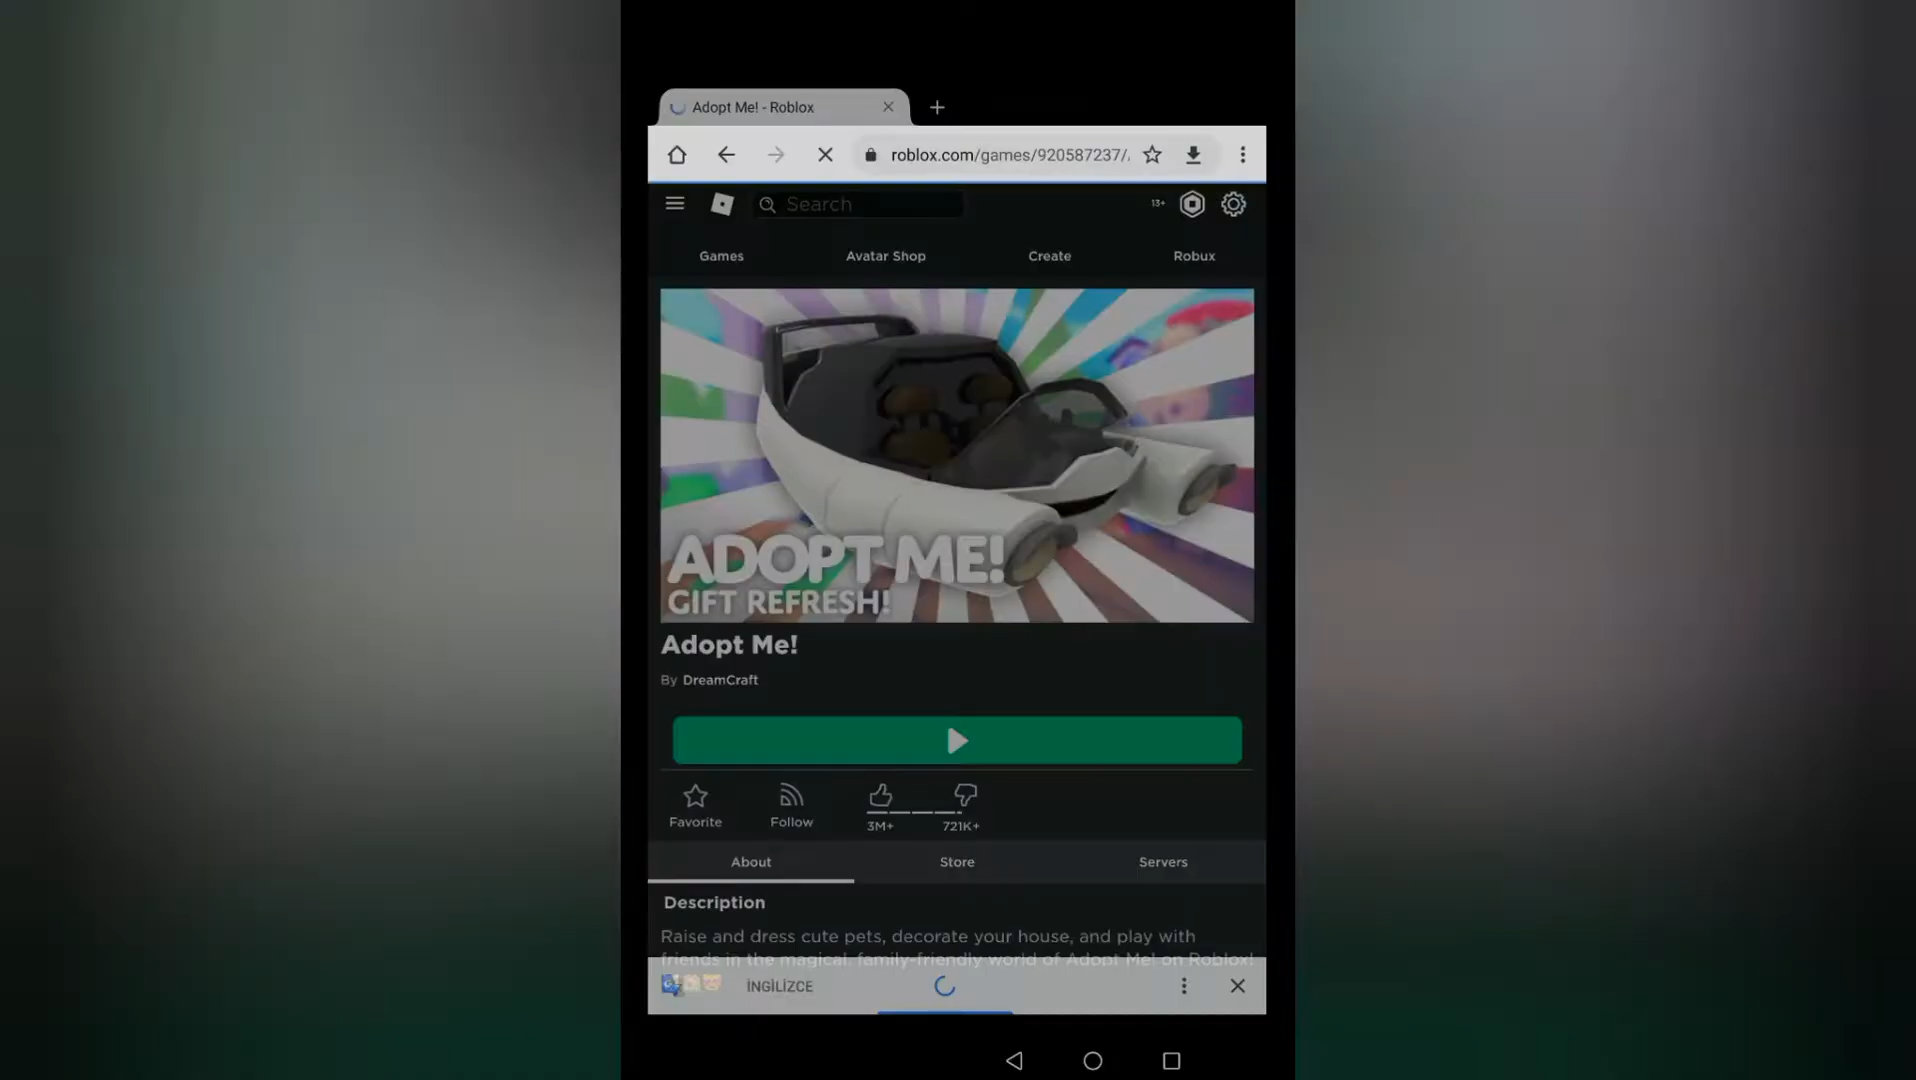 Adopt Me! - Roblox
roblox.com/games/920587237/
Search
13+
Games
Avatar Shop
Create
Robux
ADOPT ME!
GIFT REFRESH!
Adopt Me!
By DreamCraft
Favorite
Follow
3M+
721K+
About
Store
Servers
Description
Raise and dress cute pets, decorate your house, and play with
friends in the magical, family-friendly world of Adopt Me! on Roblox!
İNGİLİZCE